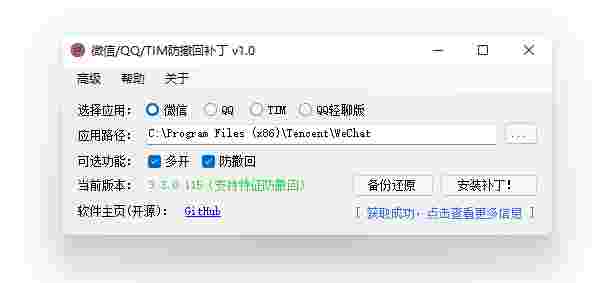 微信/QQ/TIM防撤回补丁 v1.0
高级 帮助 关于
选择应用: 微信 QQ TIM QQ轻聊版
应用路径: C:\Program Files (x86)\Tencent\WeChat ...
可选功能: 多开 防撤回
当前版本: 3.3.0.115 (支持特征防撤回) 备份还原 安装补丁!
软件主页(开源): GitHub [ 获取成功,点击查看更多信息 ]